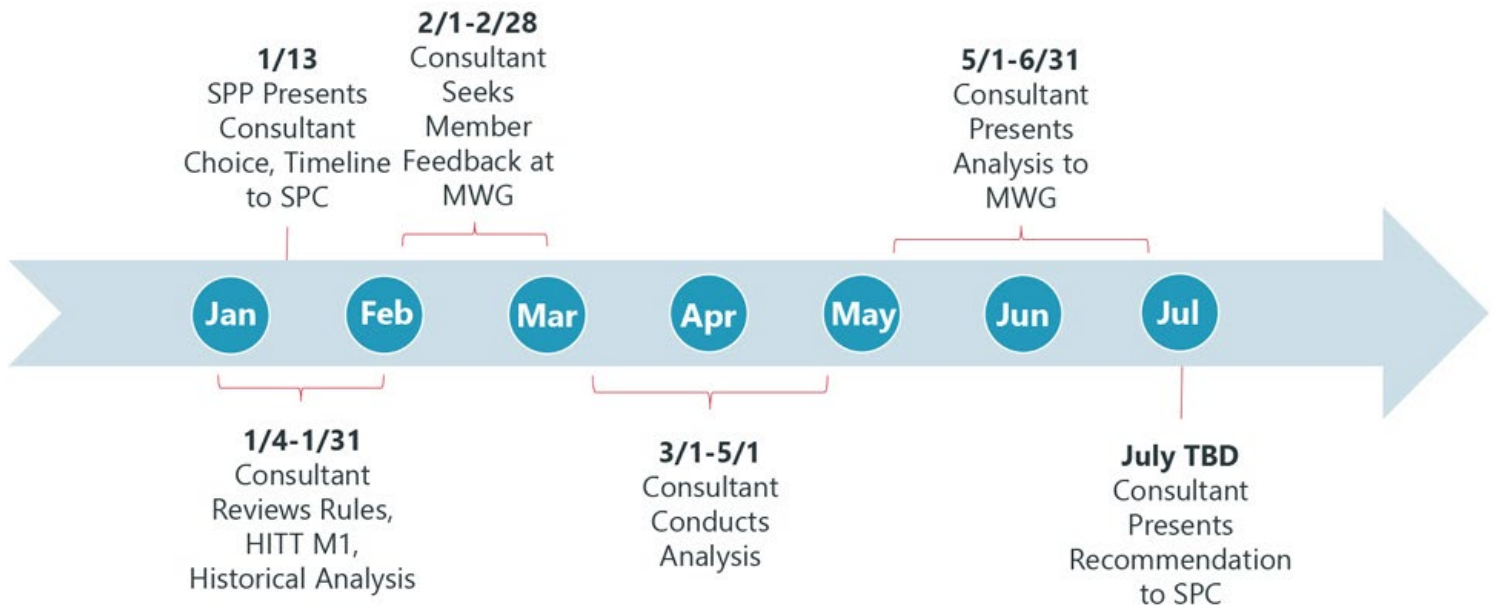 1/13
SPP Presents
Consultant
Choice, Timeline
to SPC
2/1-2/28
Consultant
Seeks
Member
Feedback at
MWG
5/1-6/31
Consultant
Presents
Analysis to
MWG
Jan
Feb
Mar
Apr
May
Jun
Jul
1/4-1/31
Consultant
Reviews Rules,
HITT M1,
Historical Analysis
3/1-5/1
Consultant
Conducts
Analysis
July TBD
Consultant
Presents
Recommendation
to SPC